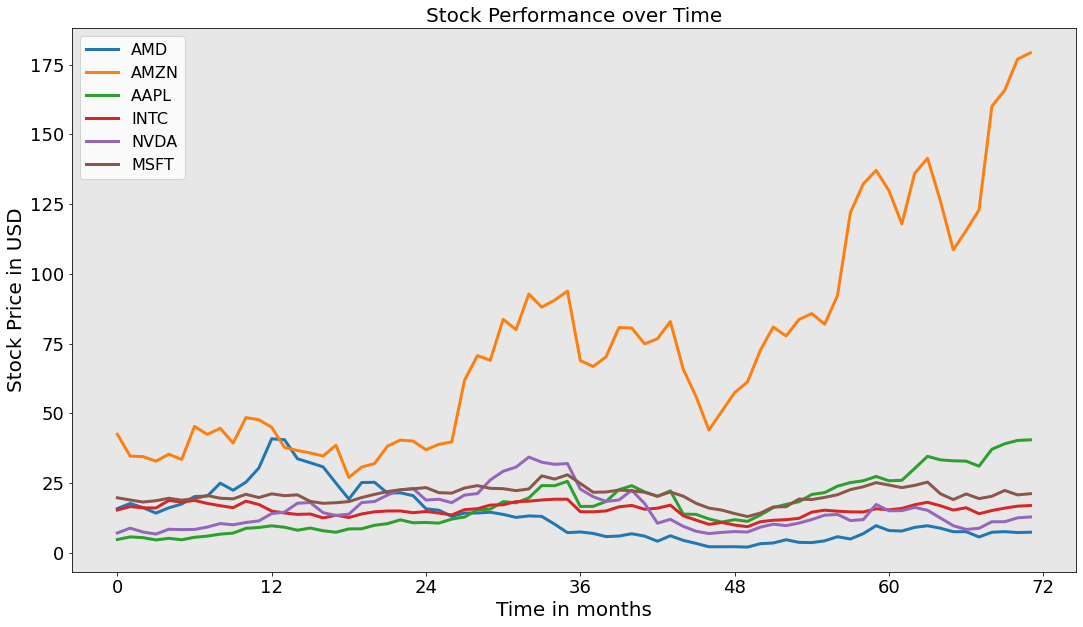 Stock Performance over Time
AMD
AMZN
AAPL
INTC
NVDA
MSFT
Stock Price in USD
175
150
125
100
75
50
25
0
0 12 24 36 48 60 72
Time in months